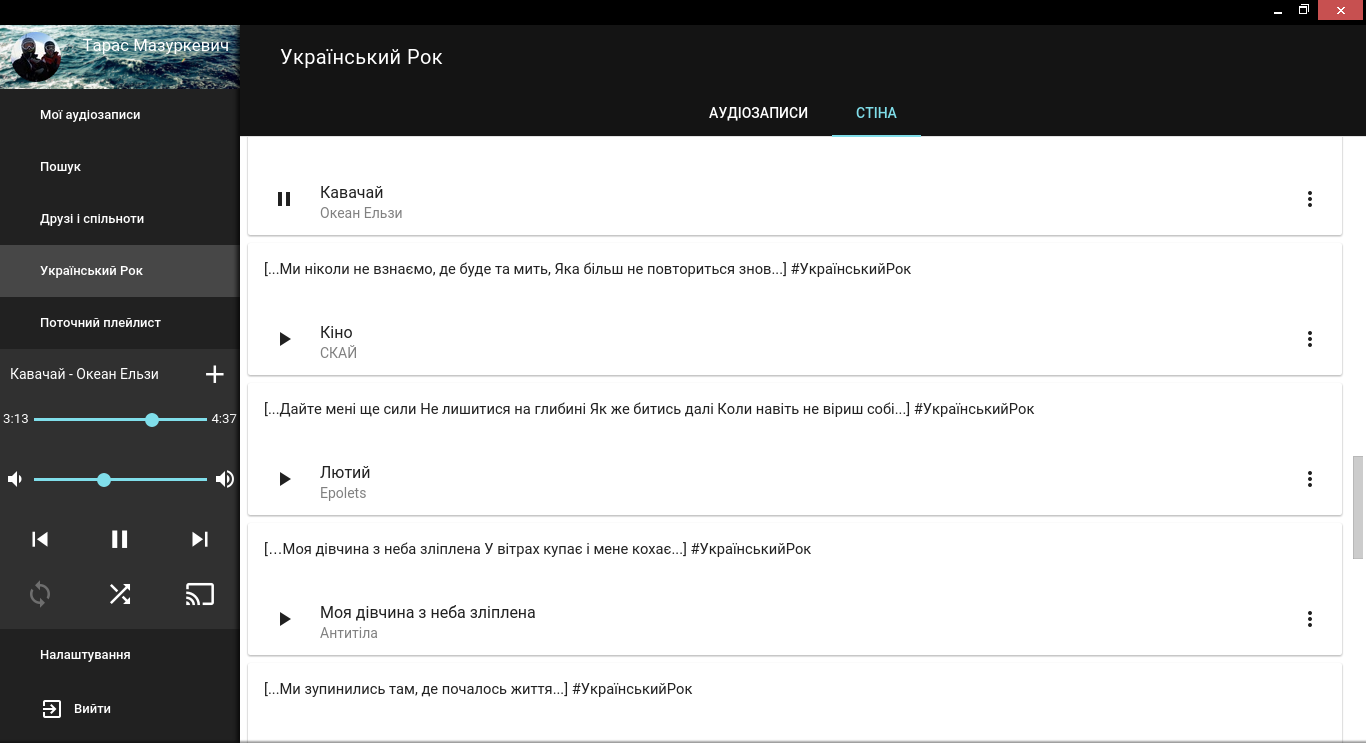 Тарас Мазуркевич
Мої аудіозаписи
Пошук
Друзі і спільноти
Український Рок
Поточний плейлист
Кавачай - Океан Ельзи
3:13
4:37
Налаштування
Вийти
Український Рок
АУДІОЗАПИСИ
СТІНА
Кавачай
Океан Ельзи
[...Ми ніколи не взнаємо, де буде та мить, Яка більш не повториться знов...] #УкраїнськийРок
Кіно
СКАЙ
[...Дайте мені ще сили Не лишитися на глибині Як же битись далі Коли навіть не віриш собі...] #УкраїнськийРок
Лютий
Epolets
[…Моя дівчина з неба зліплена У вітрах купає і мене кохає...] #УкраїнськийРок
Моя дівчина з неба зліплена
Антитіла
[...Ми зупинились там, де почалось життя...] #УкраїнськийРок